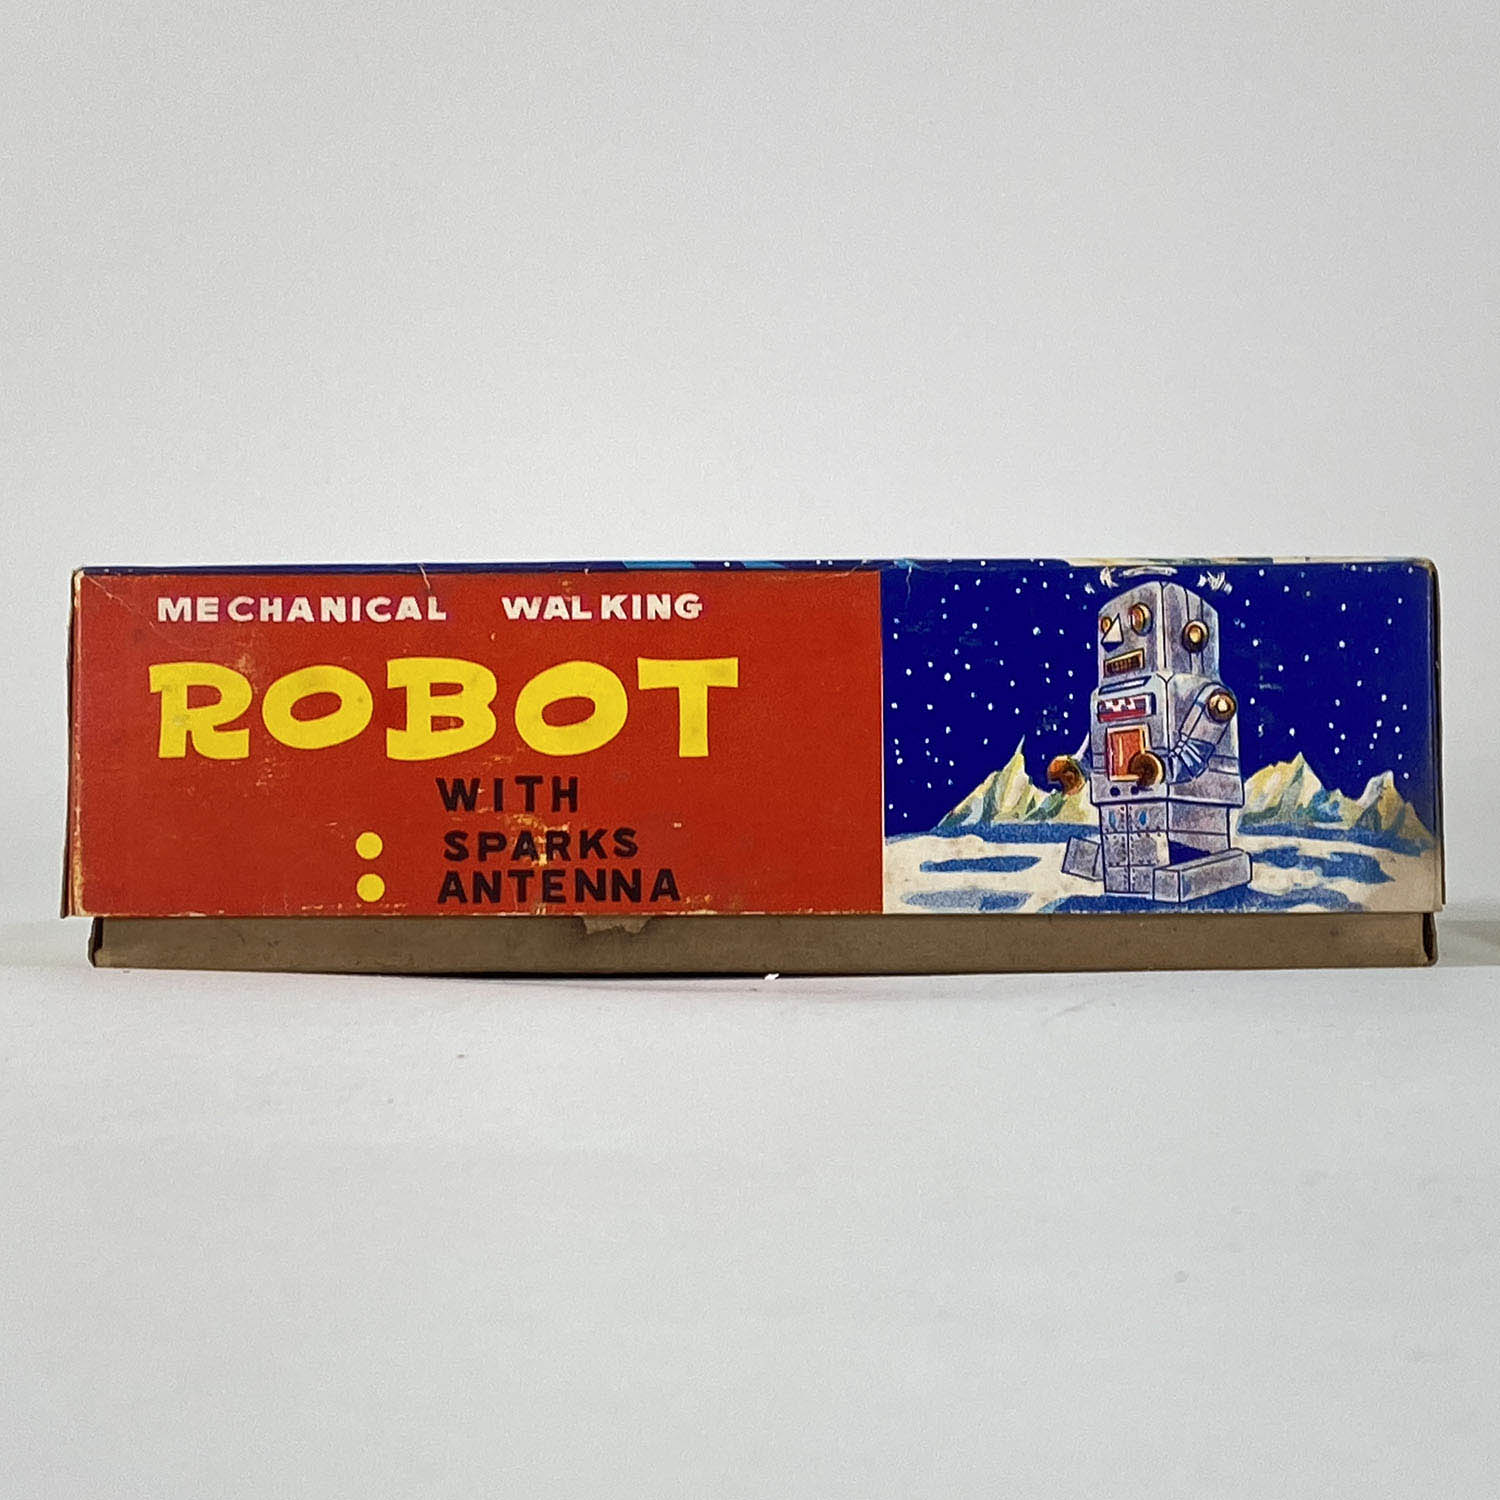 MECHANICAL WALKING
ROBOT
WITH
SPARKS
ANTENNA